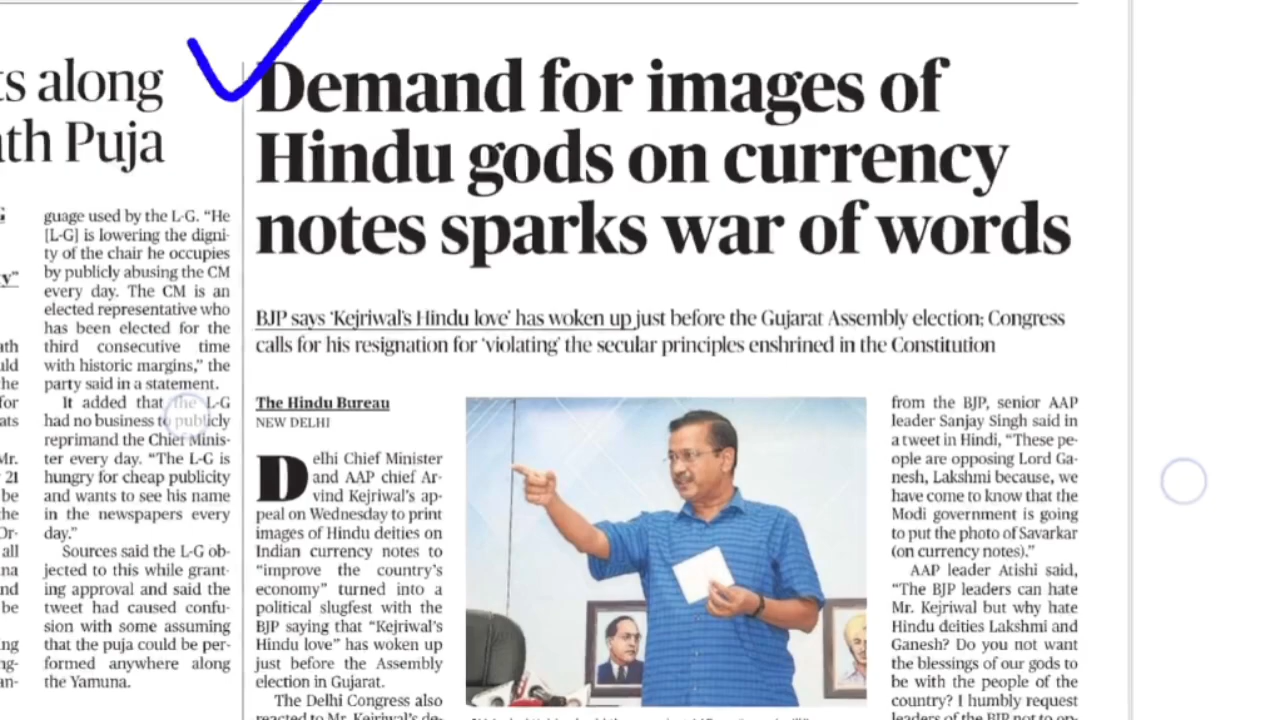 ts along
ath Puja
guage used by the L-G. “He
[L-G] is lowering the digni-
ty of the chair he occupies
by publicly abusing the CM
every day. The CM is an
elected representative who
has been elected for the
third consecutive time
with historic margins,” the
party said in a statement.
It added that the L-G
had no business to publicly
reprimand the Chief Minis-
ter every day. “The L-G is
hungry for cheap publicity
and wants to see his name
in the newspapers every
day.”
Sources said the L-G ob-
jected to this while grant-
ing approval and said the
tweet had caused confu-
sion with some assuming
that the puja could be per-
formed anywhere along
the Yamuna.
Demand for images of
Hindu gods on currency
notes sparks war of words
BJP says ‘Kejriwal’s Hindu love’ has woken up just before the Gujarat Assembly election; Congress
calls for his resignation for ‘violating’ the secular principles enshrined in the Constitution
The Hindu Bureau
NEW DELHI
Delhi Chief Minister
and AAP chief Ar-
vind Kejriwal’s ap-
peal on Wednesday to print
images of Hindu deities on
Indian currency notes to
“improve the country’s
economy” turned into a
political slugfest with the
BJP saying that “Kejriwal’s
Hindu love” has woken up
just before the Assembly
election in Gujarat.
The Delhi Congress also
reacted to Mr. Kejriwal’s de-
from the BJP, senior AAP
leader Sanjay Singh said in
a tweet in Hindi, “These pe-
ople are opposing Lord Ga-
nesh, Lakshmi because, we
have come to know that the
Modi government is going
to put the photo of Savarkar
(on currency notes).”
AAP leader Atishi said,
“The BJP leaders can hate
Mr. Kejriwal but why hate
Hindu deities Lakshmi and
Ganesh? Do you not want
the blessings of our gods to
be with the people of the
country? I humbly request
leaders of the BJP not to op-